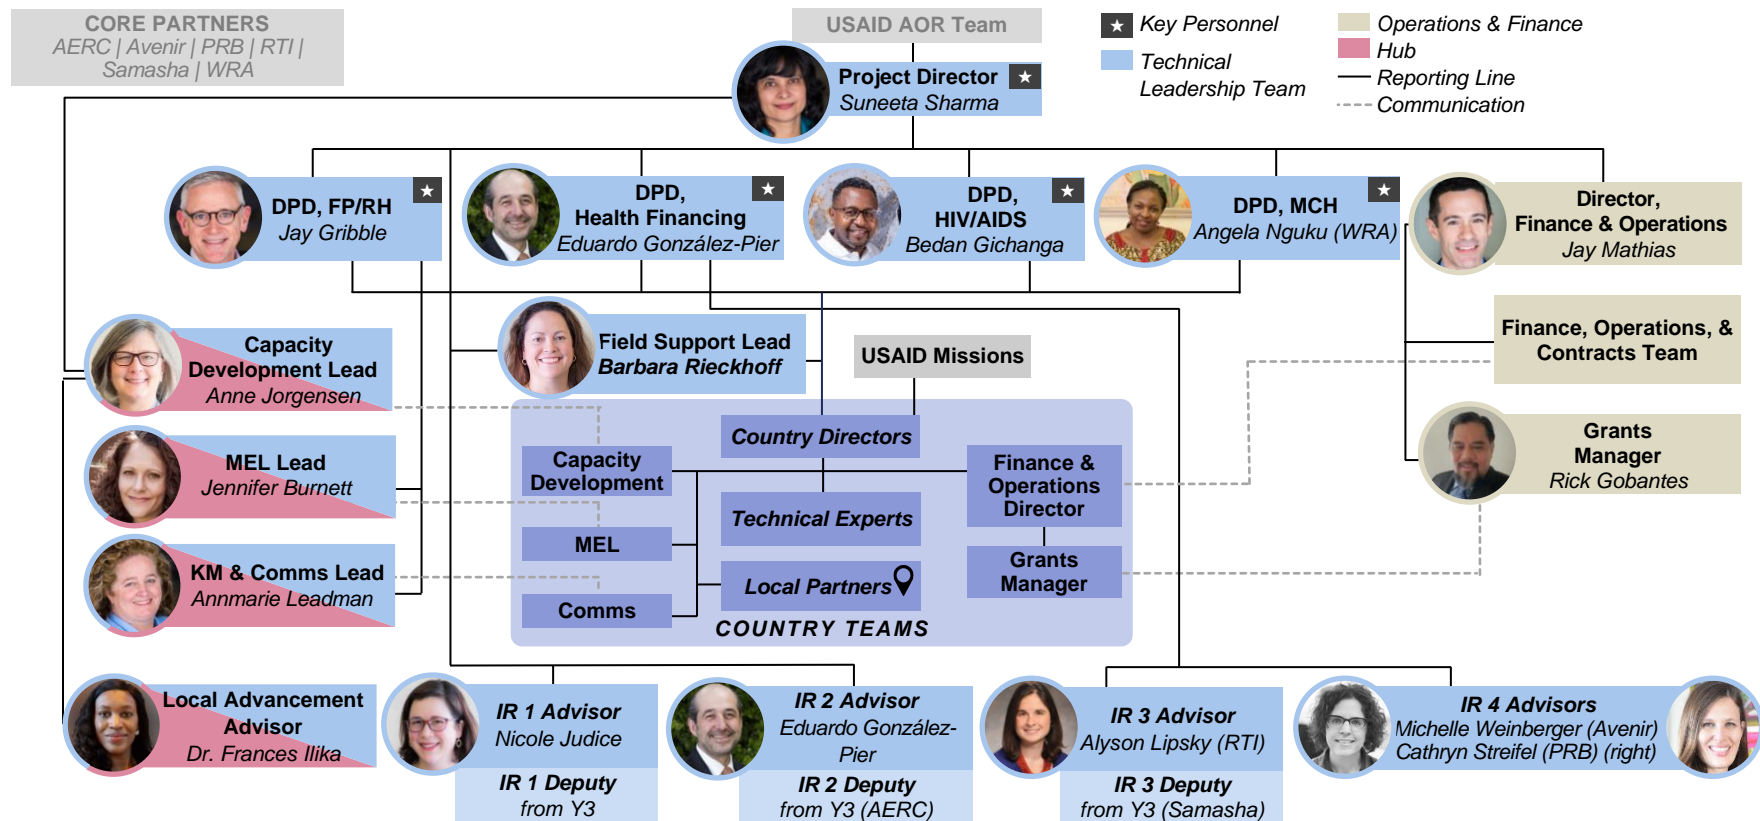 CORE PARTNERS
AERC | Avenir | PRB | RTI |
Samasha | WRA
USAID AOR Team
Project Director
Suneeta Sharma
Key Personnel
Technical
Leadership Team
Operations & Finance
Hub
Reporting Line
Communication
DPD, FP/RH
Jay Gribble
DPD,
Health Financing
Eduardo González-Pier
DPD,
HIV/AIDS
Bedan Gichanga
DPD, MCH
Angela Nguku (WRA)
Director,
Finance & Operations
Jay Mathias
Capacity
Development Lead
Anne Jorgensen
Field Support Lead
Barbara Rieckhoff
USAID Missions
Finance, Operations, &
Contracts Team
MEL Lead
Jennifer Burnett
Grants
Manager
Rick Gobantes
KM & Comms Lead
Annmarie Leadman
Country Directors
Capacity
Development
Finance &
Operations
Director
Technical Experts
MEL
Grants
Manager
Local Partners
Comms
COUNTRY TEAMS
Local Advancement
Advisor
Dr. Frances Ilika
IR 1 Advisor
Nicole Judice
IR 1 Deputy
from Y3
IR 2 Advisor
Eduardo González-
Pier
IR 2 Deputy
from Y3 (AERC)
IR 3 Advisor
Alyson Lipsky (RTI)
IR 3 Deputy
from Y3 (Samasha)
IR 4 Advisors
Michelle Weinberger (Avenir)
Cathryn Streifel (PRB) (right)